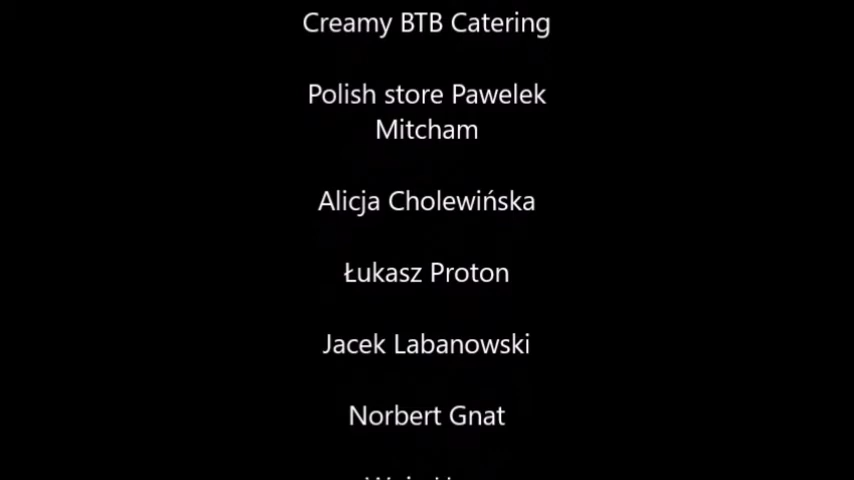 Creamy BTB Catering
Polish store Pawelek
Mitcham
Alicja Cholewińska
Łukasz Proton
Jacek Labanowski
Norbert Gnat